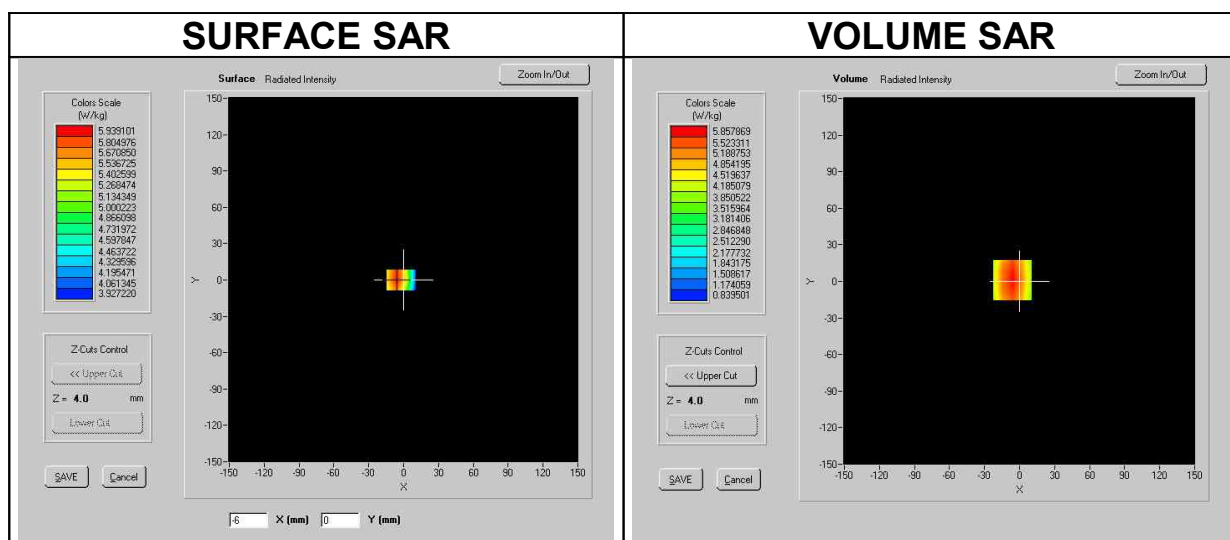 SURFACE SAR
VOLUME SAR
Surface Radiated Intensity
Zoom In/Out
Colors Scale
(W/kg)
5.939101
5.804976
5.670850
5.536725
5.402599
5.268474
5.134349
5.000223
4.866098
4.731972
4.597847
4.463722
4.329596
4.195471
4.061345
3.927220
Z-Cuts Control
<< Upper Cut
Z = 4.0 mm
Lower Cut
SAVE
Cancel
150
120
90
60
30
0
-30
-60
-90
-120
-150
Y
-150 -120 -90 -60 -30 0 30 60 90 120 150
X
-6 X (mm) 0 Y (mm)
Volume Radiated Intensity
Zoom In/Out
Colors Scale
(W/kg)
5.857869
5.523311
5.188753
4.854195
4.519637
4.185079
3.850522
3.515964
3.181406
2.846848
2.512290
2.177732
1.843175
1.508617
1.174059
0.839501
Z-Cuts Control
<< Upper Cut
Z = 4.0 mm
Lower Cut
SAVE
Cancel
150
120
90
60
30
0
-30
-60
-90
-120
-150
Y
-150 -120 -90 -60 -30 0 30 60 90 120 150
X